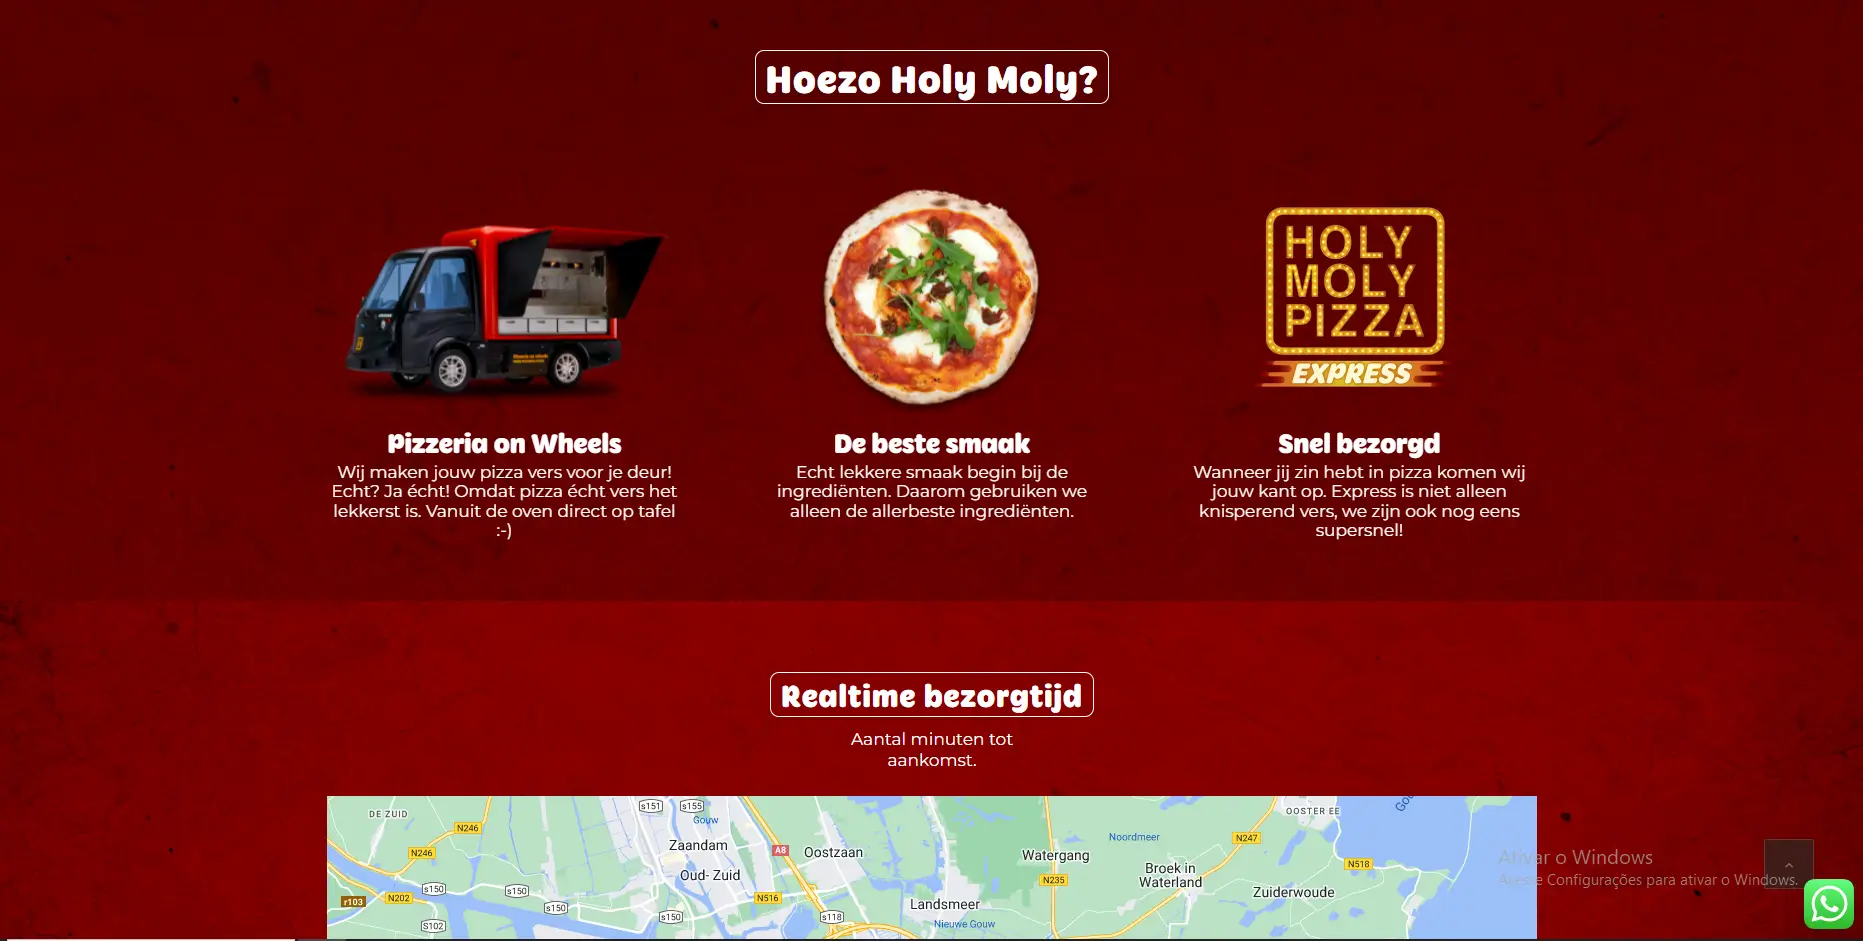 Hoezo Holy Moly?
HOLY
MOLY
PIZZA
EXPRESS
Pizzeria on Wheels
Wij maken jouw pizza vers voor je deur!
Echt? Ja écht! Omdat pizza écht vers het
lekkerst is. Vanuit de oven direct op tafel
:-)
De beste smaak
Echt lekkere smaak begin bij de
ingrediënten. Daarom gebruiken we
alleen de allerbeste ingrediënten.
Snel bezorgd
Wanneer jij zin hebt in pizza komen wij
jouw kant op. Express is niet alleen
knisperend vers, we zijn ook nog eens
supersnel!
Realtime bezorgtijd
Aantal minuten tot
aankomst.
DE ZUID
s151
s155
Gouw
OOSTER EE
N246
Zaandam
A8
Oostzaan
Noordmeer
N247
N246
Watergang
Oud- Zuid
Broek in
Waterland
N518
s150
s150
N235
Zuiderwoude
r103
N202
s150
N516
Landsmeer
s150
s118
S102
Nieuwe Gouw
Ativar o Windows
Acesse Configurações para ativar o Windows.